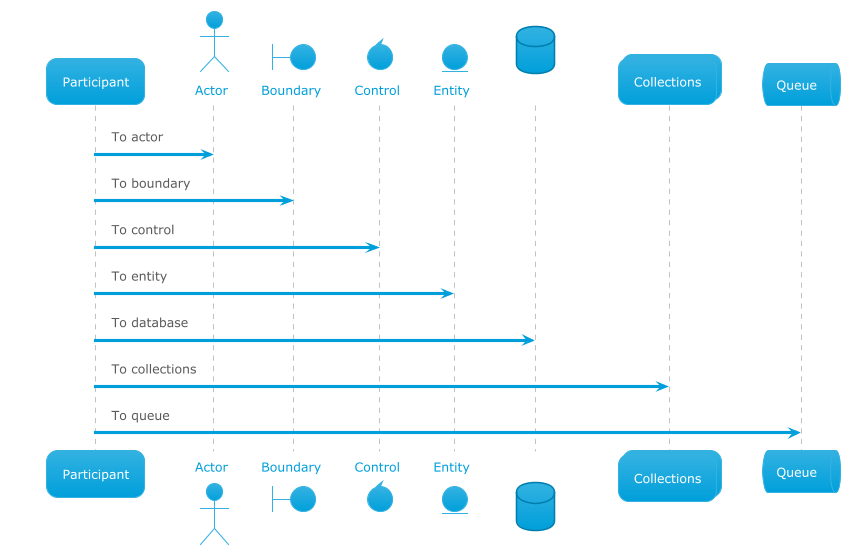 Participant
Actor
Boundary
Control
Entity
Collections
Queue
To actor
To boundary
To control
To entity
To database
To collections
To queue
Participant
Actor
Boundary
Control
Entity
Collections
Queue